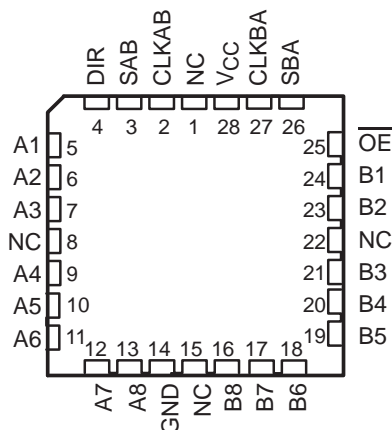 DIR SAB CLKAB NC VCC CLKBA SBA
4 3 2 1 28 27 26
A1 5 25 OE
A2 6 24 B1
A3 7 23 B2
NC 8 22 NC
A4 9 21 B3
A5 10 20 B4
A6 11 19 B5
12 13 14 15 16 17 18
A7 A8 GND NC B8 B7 B6